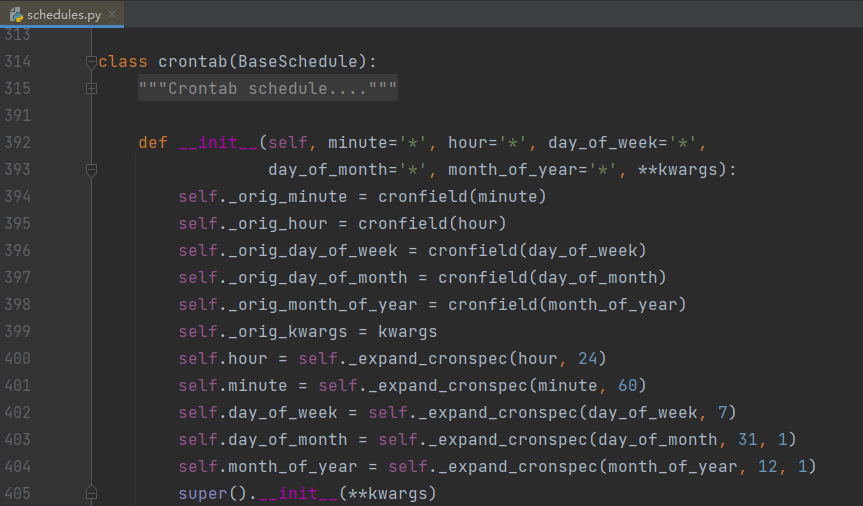 schedules.py
313
314 class crontab(BaseSchedule):
315 """Crontab schedule...."""
391
392 def __init__(self, minute='*', hour='*', day_of_week='*',
393 day_of_month='*', month_of_year='*', **kwargs):
394 self._orig_minute = cronfield(minute)
395 self._orig_hour = cronfield(hour)
396 self._orig_day_of_week = cronfield(day_of_week)
397 self._orig_day_of_month = cronfield(day_of_month)
398 self._orig_month_of_year = cronfield(month_of_year)
399 self._orig_kwargs = kwargs
400 self.hour = self._expand_cronspec(hour, 24)
401 self.minute = self._expand_cronspec(minute, 60)
402 self.day_of_week = self._expand_cronspec(day_of_week, 7)
403 self.day_of_month = self._expand_cronspec(day_of_month, 31, 1)
404 self.month_of_year = self._expand_cronspec(month_of_year, 12, 1)
405 super().__init__(**kwargs)